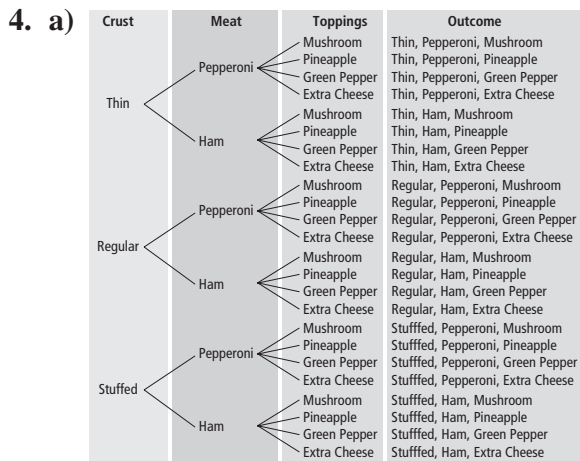 4. a) Crust Meat Toppings Outcome
Mushroom Thin, Pepperoni, Mushroom
Pepperoni Pineapple Thin, Pepperoni, Pineapple
Green Pepper Thin, Pepperoni, Green Pepper
Extra Cheese Thin, Pepperoni, Extra Cheese
Thin
Mushroom Thin, Ham, Mushroom
Ham Pineapple Thin, Ham, Pineapple
Green Pepper Thin, Ham, Green Pepper
Extra Cheese Thin, Ham, Extra Cheese
Mushroom Regular, Pepperoni, Mushroom
Pepperoni Pineapple Regular, Pepperoni, Pineapple
Green Pepper Regular, Pepperoni, Green Pepper
Extra Cheese Regular, Pepperoni, Extra Cheese
Regular
Mushroom Regular, Ham, Mushroom
Ham Pineapple Regular, Ham, Pineapple
Green Pepper Regular, Ham, Green Pepper
Extra Cheese Regular, Ham, Extra Cheese
Mushroom Stufffed, Pepperoni, Mushroom
Pepperoni Pineapple Stufffed, Pepperoni, Pineapple
Green Pepper Stufffed, Pepperoni, Green Pepper
Extra Cheese Stufffed, Pepperoni, Extra Cheese
Stuffed
Mushroom Stufffed, Ham, Mushroom
Ham Pineapple Stufffed, Ham, Pineapple
Green Pepper Stufffed, Ham, Green Pepper
Extra Cheese Stufffed, Ham, Extra Cheese